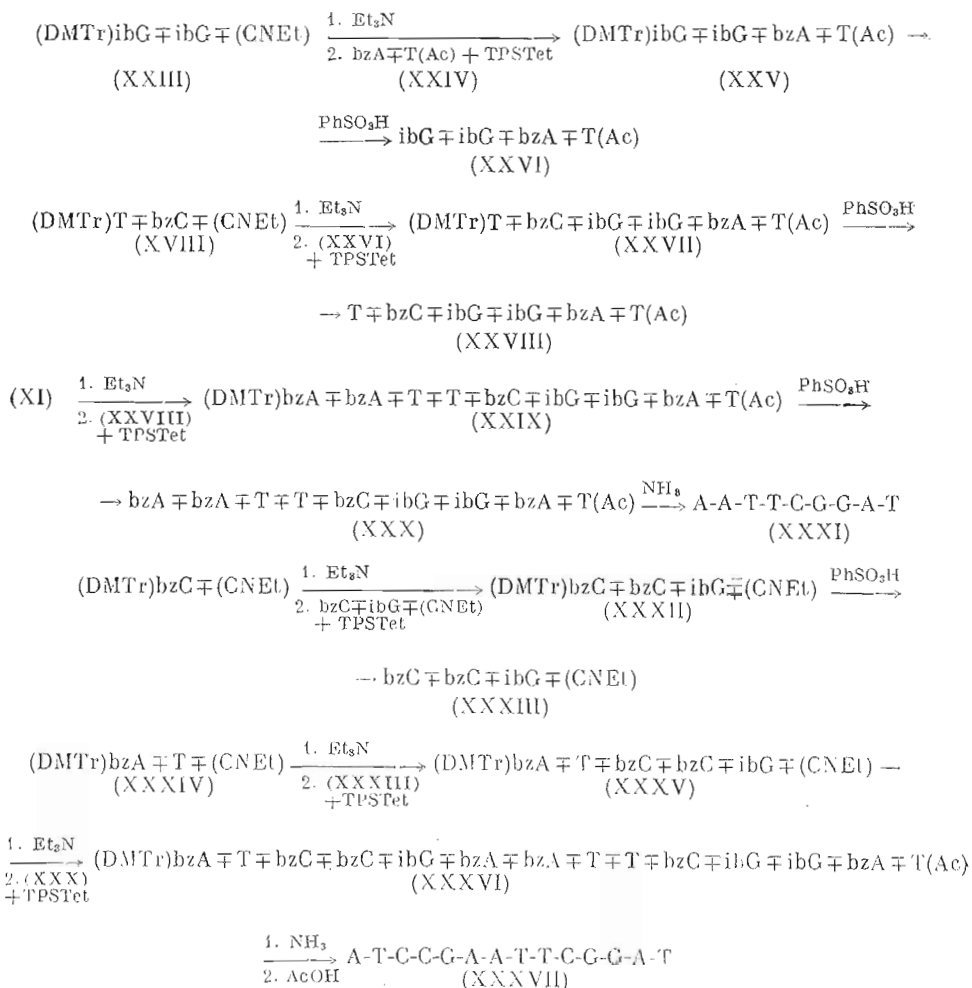 (DMTr)ibG∓ibG∓(CNEt) 1. Et₃N 2. bzA∓T(Ac) + TPSTet (DMTr)ibG∓ibG∓bzA∓T(Ac) →
(XXIII) (XXIV) (XXV)
PhSO₃H → ibG∓ibG∓bzA∓T(Ac)
(XXVI)
(DMTr)T∓bzC∓(CNEt) 1. Et₃N 2. (XXVI) + TPSTet (DMTr)T∓bzC∓ibG∓ibG∓bzA∓T(Ac) PhSO₃H →
(XVIII) (XXVII)
→ T∓bzC∓ibG∓ibG∓bzA∓T(Ac)
(XXVIII)
(XI) 1. Et₃N 2. (XXVIII) + TPSTet (DMTr)bzA∓bzA∓T∓T∓bzC∓ibG∓ibG∓bzA∓T(Ac) PhSO₃H →
(XXIX)
→ bzA∓bzA∓T∓T∓bzC∓ibG∓ibG∓bzA∓T(Ac) NH₃ → A-A-T-T-C-G-G-A-T
(XXX) (XXXI)
(DMTr)bzC∓(CNEt) 1. Et₃N 2. bzC∓ibG∓(CNEt) + TPSTet (DMTr)bzC∓bzC∓ibG∓(CNEt) PhSO₃H →
(XXXII)
→ bzC∓bzC∓ibG∓(CNEt)
(XXXIII)
(DMTr)bzA∓T∓(CNEt) 1. Et₃N 2. (XXXIII) +TPSTet (DMTr)bzA∓T∓bzC∓bzC∓ibG∓(CNEt) —
(XXXIV) (XXXV)
1. Et₃N 2. (XXX) +TPSTet (DMTr)bzA∓T∓bzC∓bzC∓ibG∓bzA∓bzA∓T∓T∓bzC∓ibG∓ibG∓bzA∓T(Ac)
(XXXVI)
1. NH₃ 2. AcOH → A-T-C-C-G-A-A-T-T-C-G-G-A-T
(XXXVII)